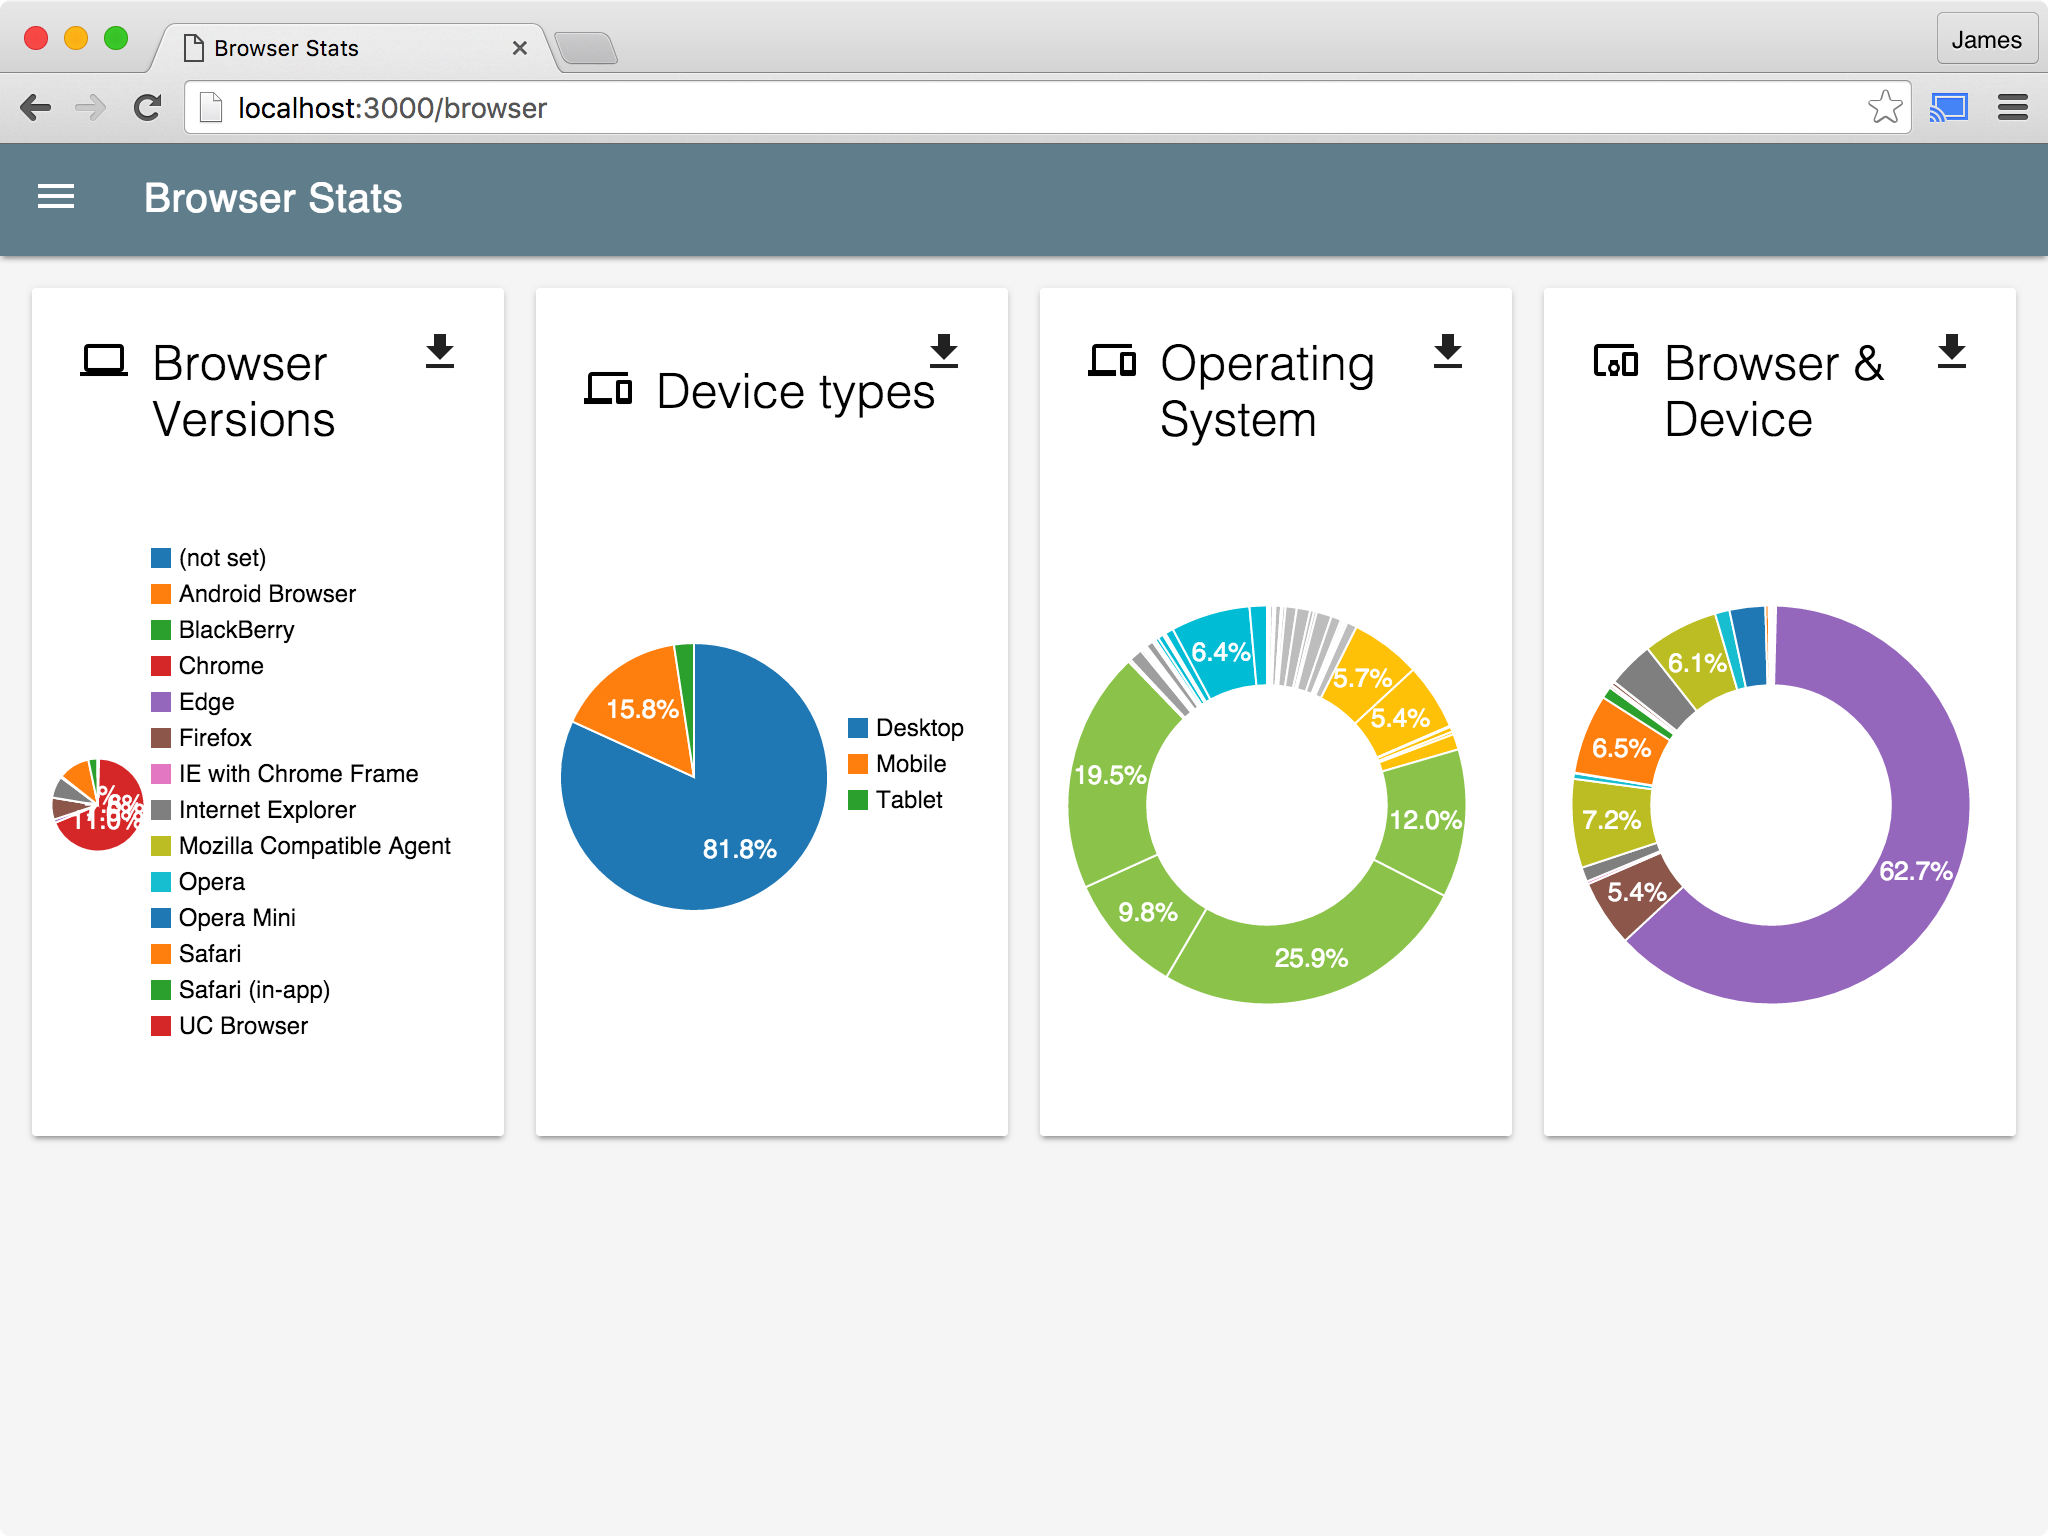 Browser Stats
James
localhost:3000/browser
Browser Stats
Browser
Versions
(not set)
Android Browser
BlackBerry
Chrome
Edge
Firefox
IE with Chrome Frame
Internet Explorer
Mozilla Compatible Agent
Opera
Opera Mini
Safari
Safari (in-app)
UC Browser
Device types
15.8%
81.8%
Desktop
Mobile
Tablet
Operating
System
6.4%
5.7%
5.4%
19.5%
12.0%
9.8%
25.9%
Browser &
Device
6.1%
6.5%
7.2%
62.7%
5.4%